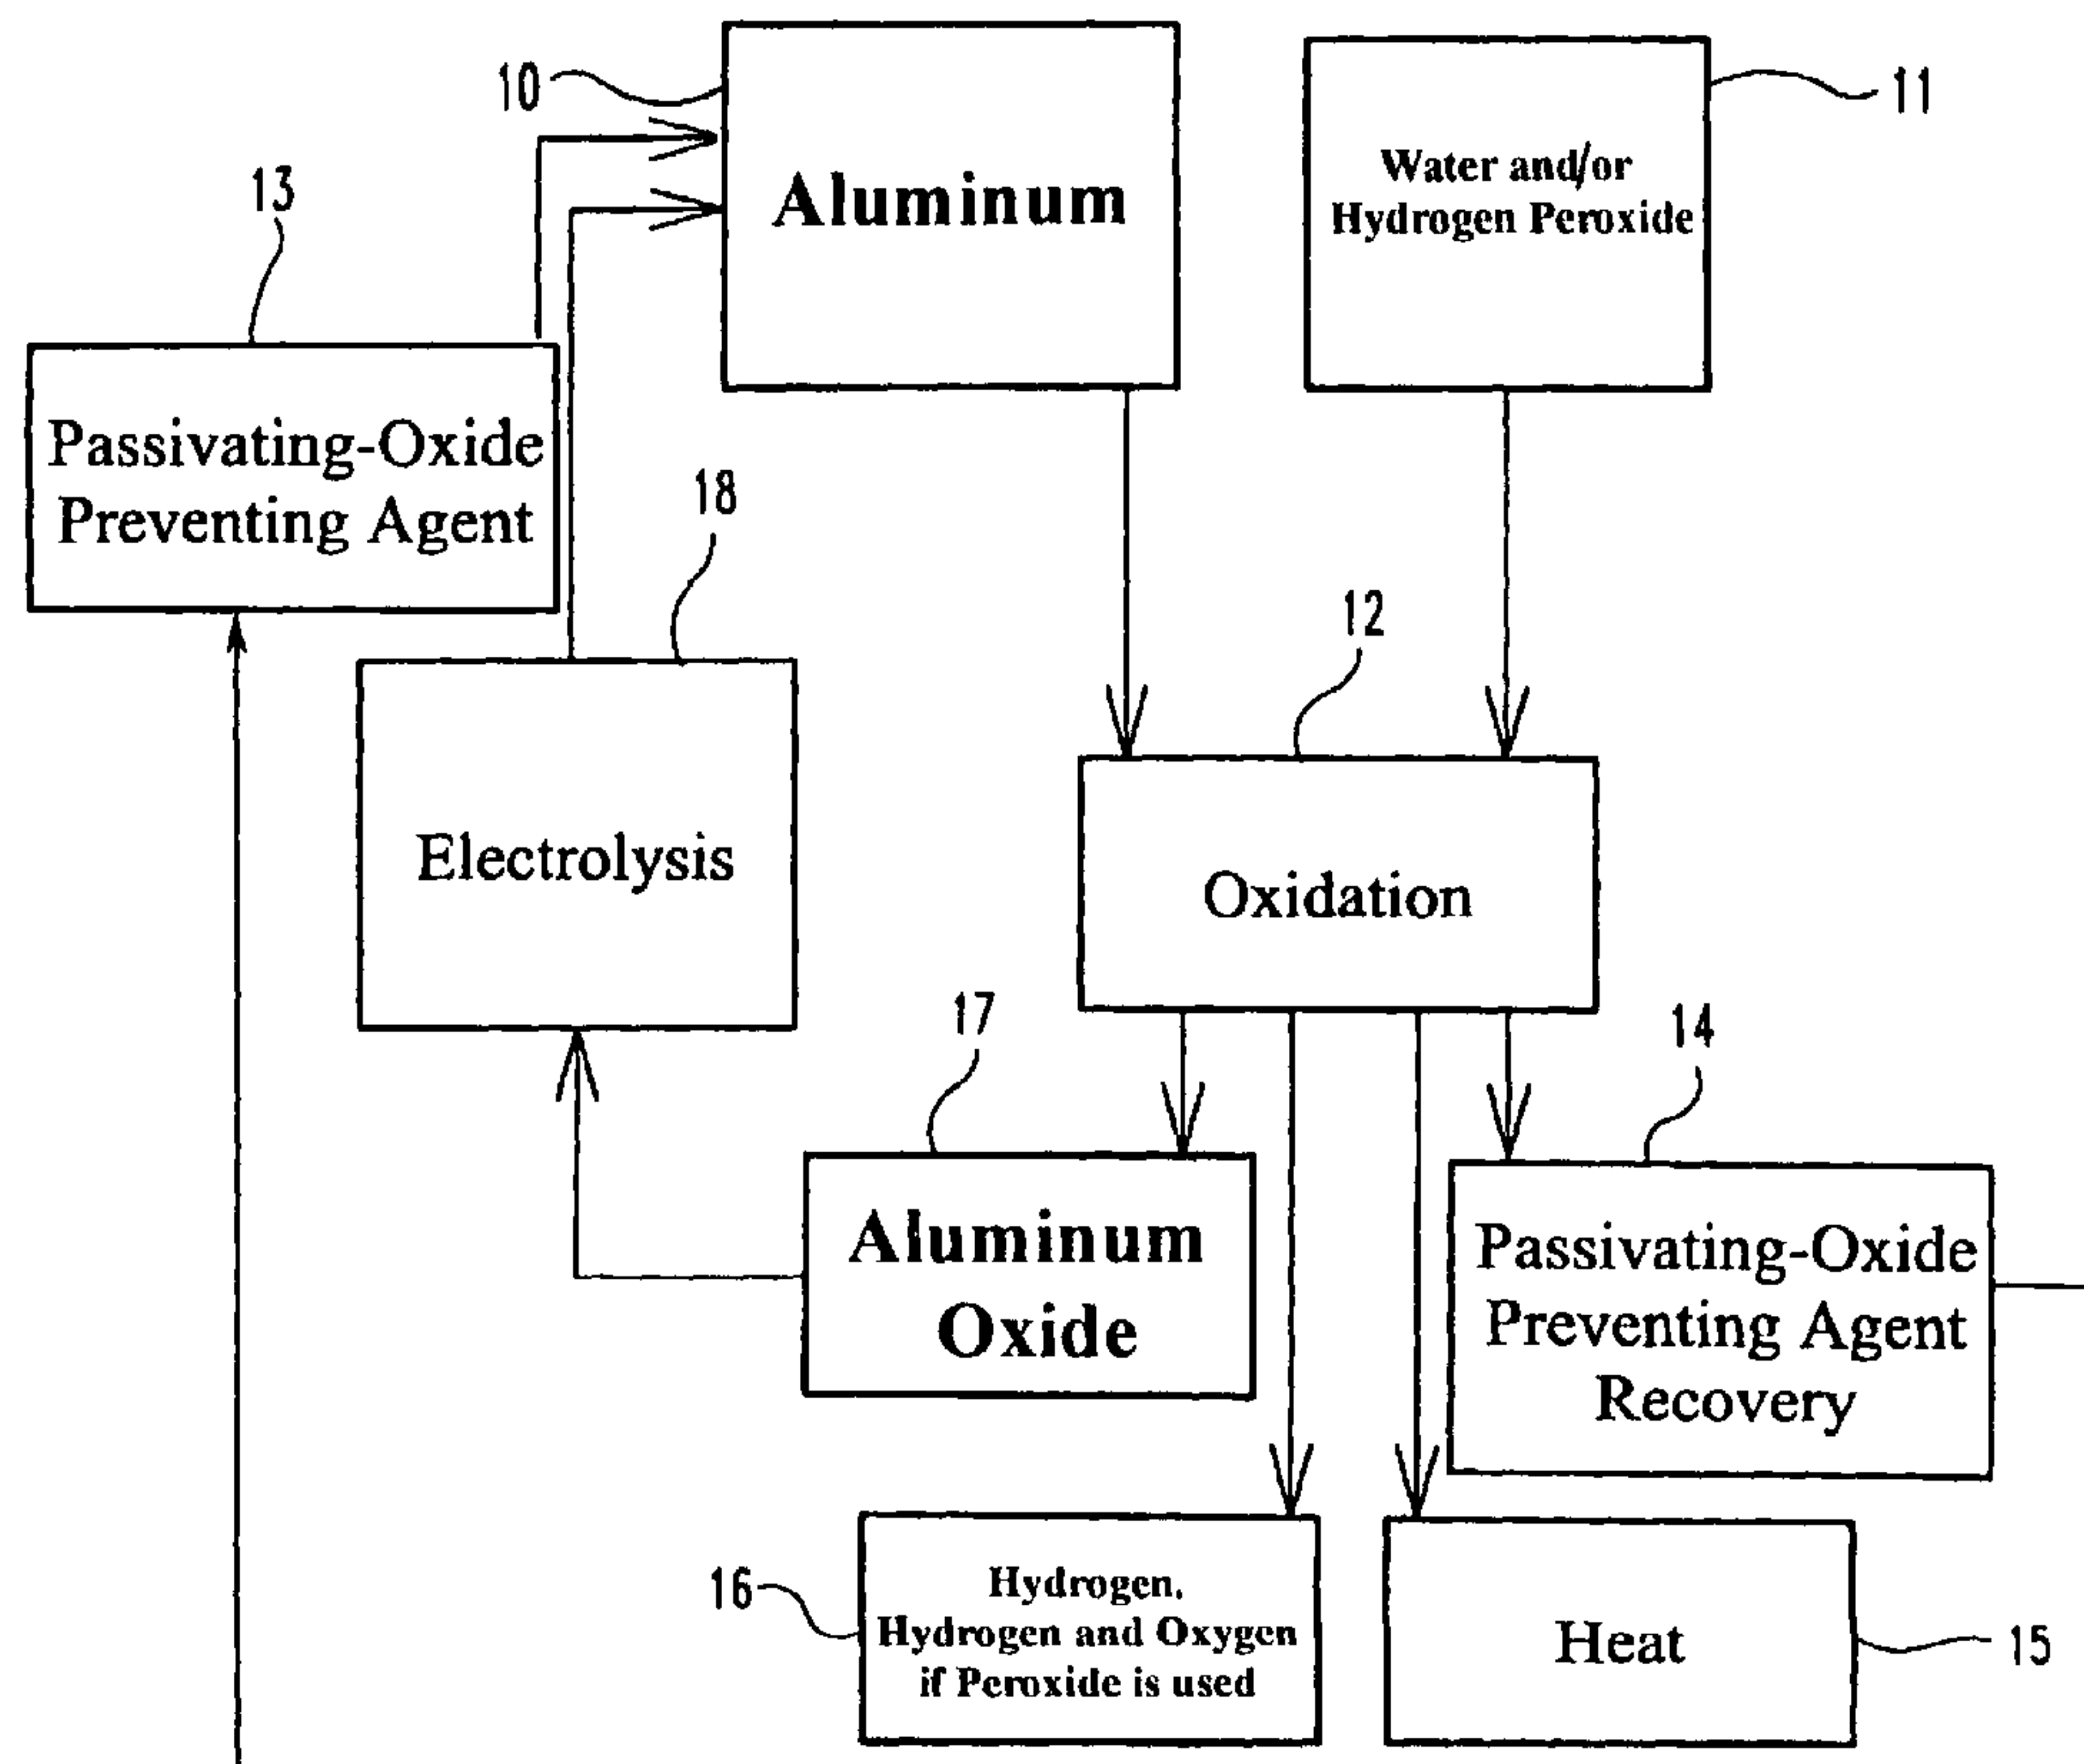 10
Aluminum
Water and/or
Hydrogen Peroxide
11
13
Passivating-Oxide
Preventing Agent
18
Electrolysis
12
Oxidation
17
Aluminum
Oxide
14
Passivating-Oxide
Preventing Agent
Recovery
16
Hydrogen.
Hydrogen and Oxygen
if Peroxide is used
Heat
15